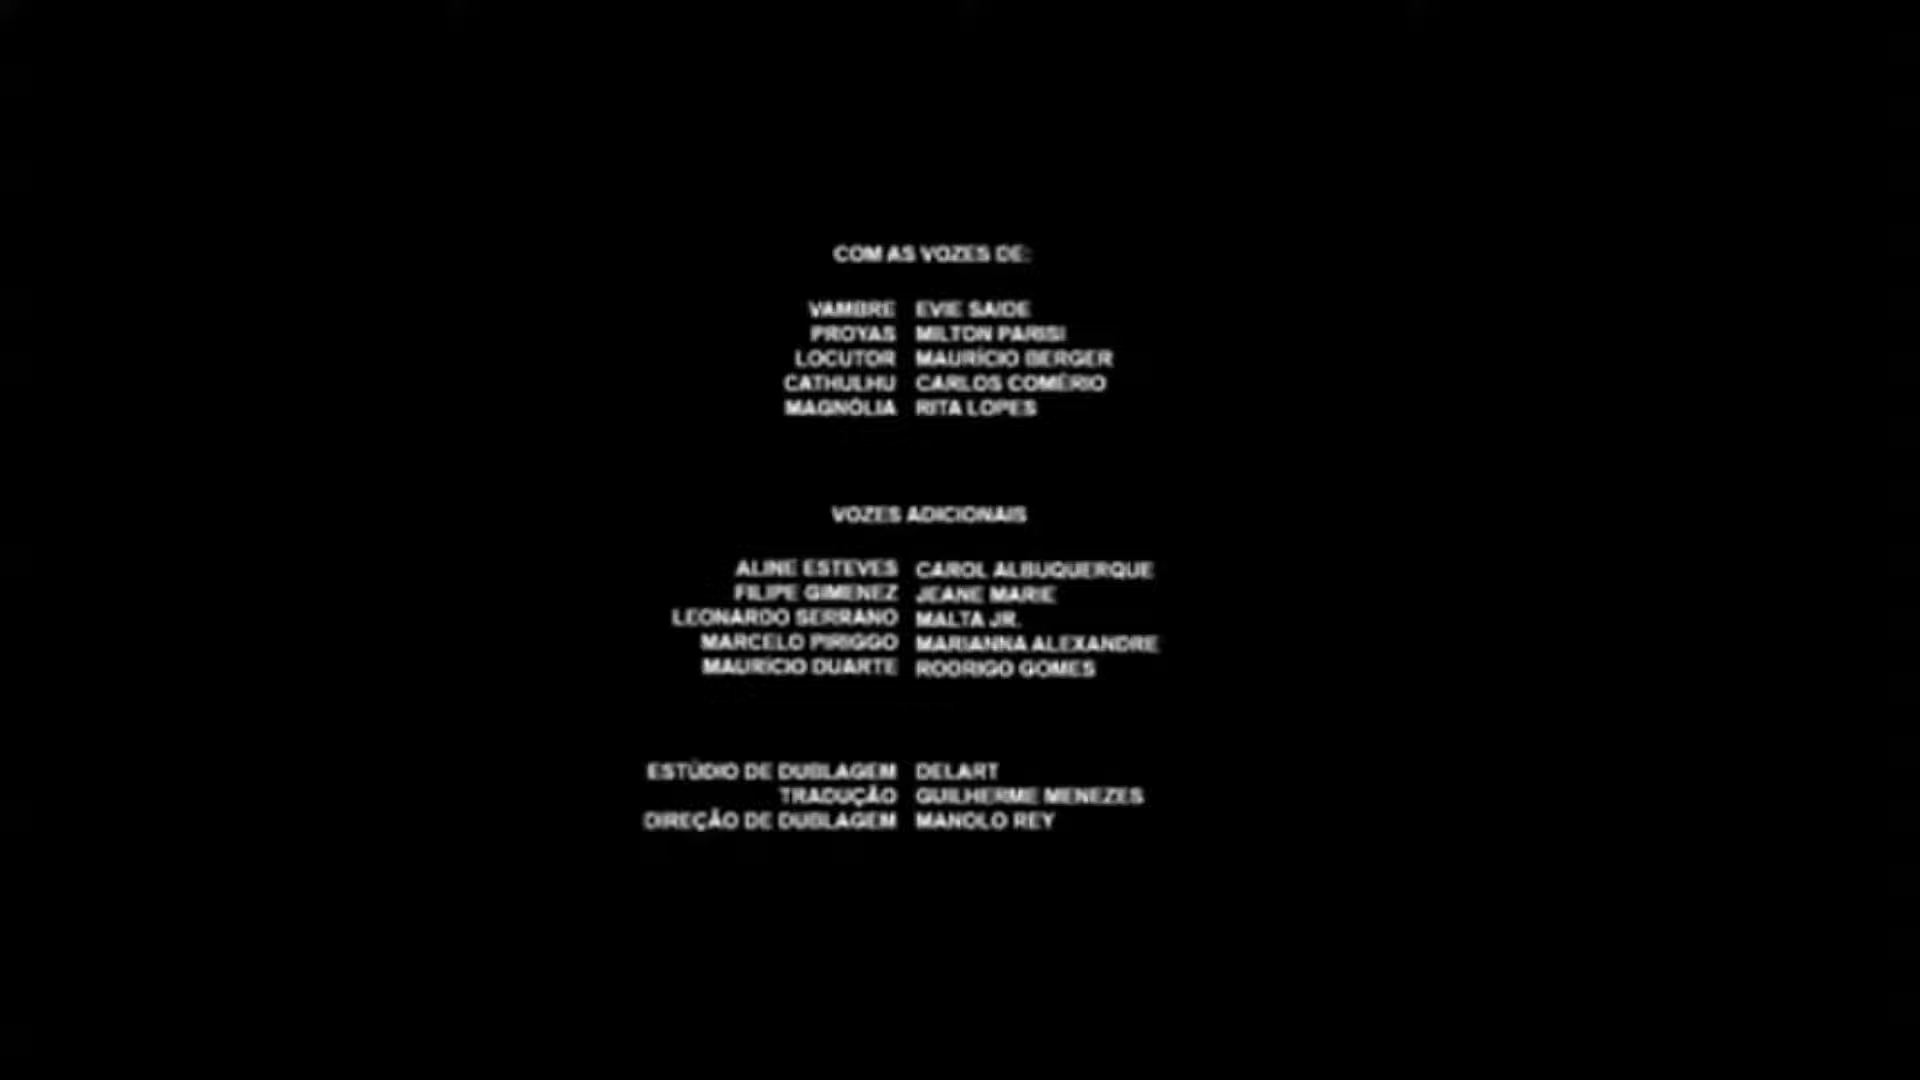 COM AS VOZES DE:
VAMBRE EVIE SAIDE
PROYAS MILTON PARISI
LOCUTOR MAURÍCIO BERGER
CATHULHU CARLOS COMÉRIO
MAGNÓLIA RITA LOPES
VOZES ADICIONAIS
ALINE ESTEVES CAROL ALBUQUERQUE
FILIPE GIMENEZ JEANE MARIE
LEONARDO SERRANO MALTA JR.
MARCELO PIRIGGO MARIANNA ALEXANDRE
MAURÍCIO DUARTE RODRIGO GOMES
ESTÚDIO DE DUBLAGEM DELART
TRADUÇÃO GUILHERME MENEZES
DIREÇÃO DE DUBLAGEM MANOLO REY